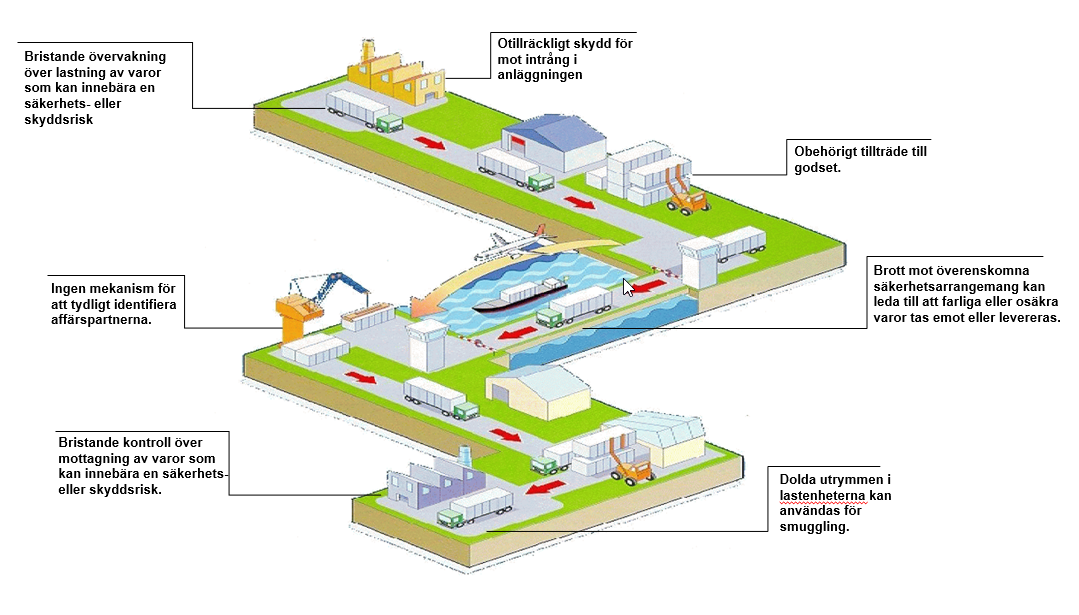 Bristande övervakning
över lastning av varor
som kan innebära en
säkerhets- eller
skyddsrisk
Otillräckligt skydd för
mot intrång i
anläggningen
Obehörigt tillträde till
godset.
Ingen mekanism för
att tydligt identifiera
affärspartnerna.
Brott mot överenskomna
säkerhetsarrangemang kan
leda till att farliga eller osäkra
varor tas emot eller levereras.
Bristande kontroll över
mottagning av varor som
kan innebära en säkerhets-
eller skyddsrisk.
Dolda utrymmen i
lastenheterna kan
användas för
smuggling.